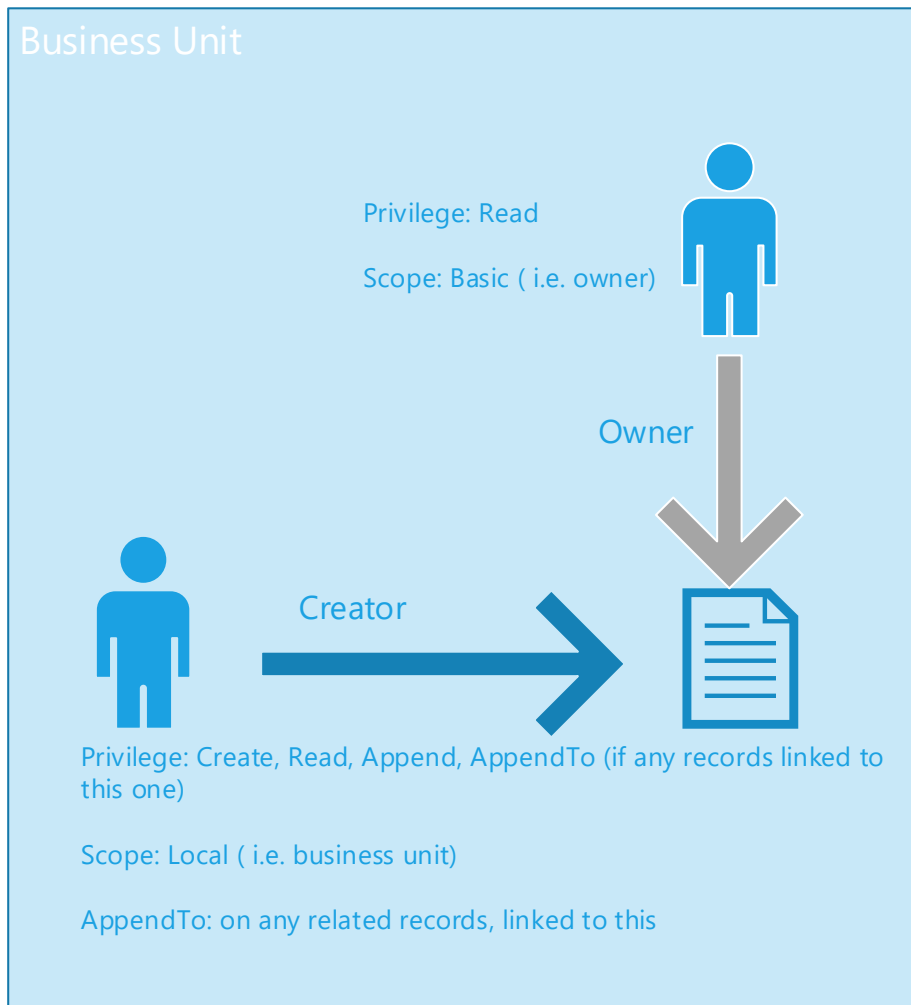 Business Unit
Privilege: Read
Scope: Basic ( i.e. owner)
Owner
Creator
Privilege: Create, Read, Append, AppendTo (if any records linked to
this one)
Scope: Local ( i.e. business unit)
AppendTo: on any related records, linked to this